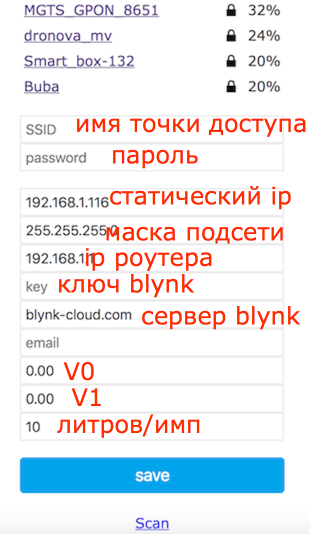 MGTS_GPON_8651 32%
dronova_mv 24%
Smart_box-132 20%
Buba 20%
SSID имя точки доступа
password пароль
192.168.1.116 статический ip
255.255.255.0 маска подсети
192.168.1.1 ip роутера
key ключ blynk
blynk-cloud.com сервер blynk
email
0.00 V0
0.00 V1
10 литров/имп
save
Scan